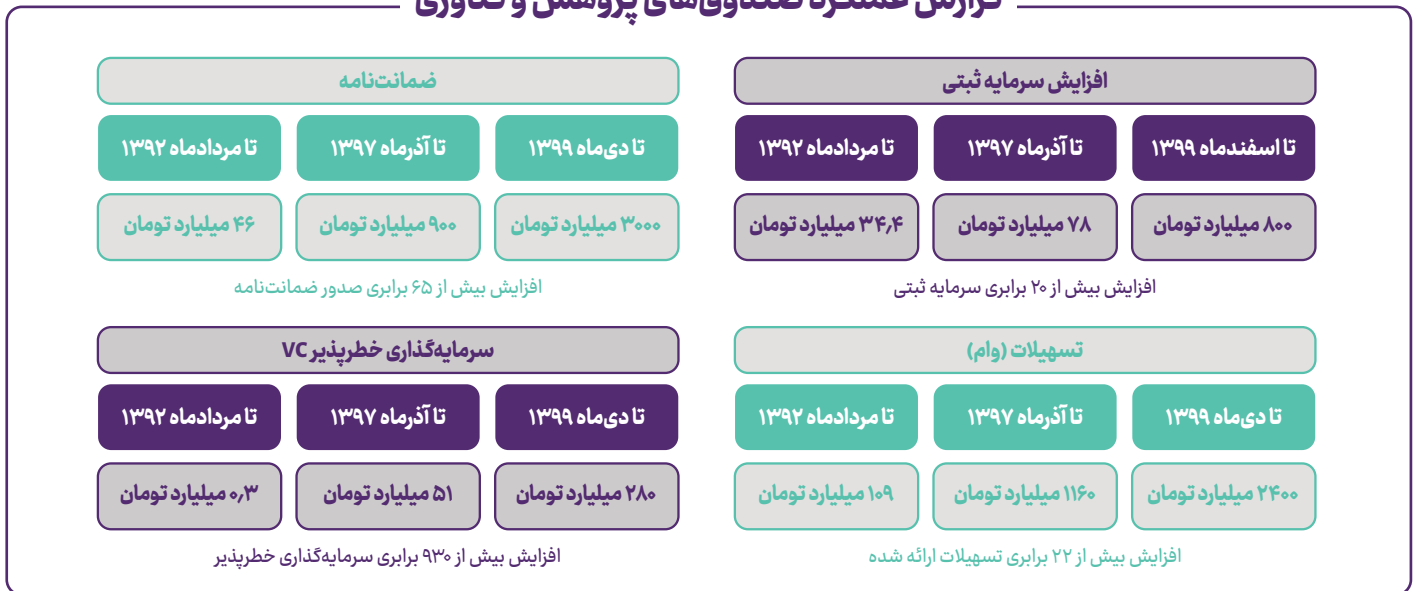 گزارش عملکرد صندوق‌های پژوهش و فناوری
افزایش سرمایه ثبتی
تا اسفندماه ۱۳۹۹
تا آذرماه ۱۳۹۷
تا مردادماه ۱۳۹۲
۸۰۰ میلیارد تومان
۷۸ میلیارد تومان
۳۴٫۴ میلیارد تومان
افزایش بیش از ۲۰ برابری سرمایه ثبتی
ضمانت‌نامه
تا دی‌ماه ۱۳۹۹
تا آذرماه ۱۳۹۷
تا مردادماه ۱۳۹۲
۳۰۰۰ میلیارد تومان
۹۰۰ میلیارد تومان
۴۶ میلیارد تومان
افزایش بیش از ۶۵ برابری صدور ضمانت‌نامه
تسهیلات (وام)
تا دی‌ماه ۱۳۹۹
تا آذرماه ۱۳۹۷
تا مردادماه ۱۳۹۲
۲۴۰۰ میلیارد تومان
۱۱۶۰ میلیارد تومان
۱۰۹ میلیارد تومان
افزایش بیش از ۲۲ برابری تسهیلات ارائه شده
سرمایه‌گذاری خطرپذیر VC
تا دی‌ماه ۱۳۹۹
تا آذرماه ۱۳۹۷
تا مردادماه ۱۳۹۲
۲۸۰ میلیارد تومان
۵۱ میلیارد تومان
۰٫۳ میلیارد تومان
افزایش بیش از ۹۳۰ برابری سرمایه‌گذاری خطرپذیر